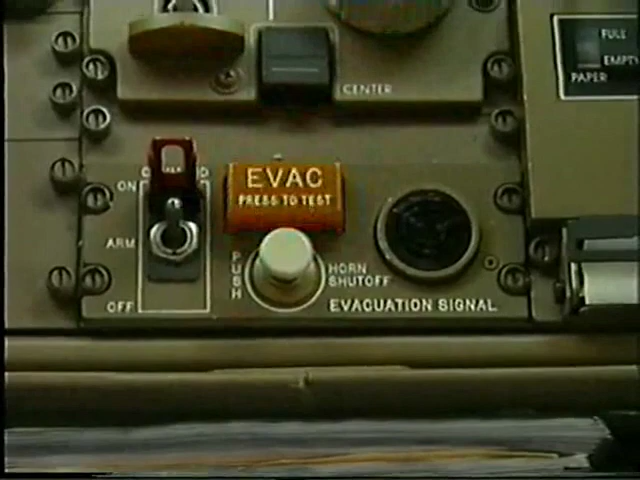 FULL
EMPTY
PAPER
CENTER
ON
ARM
OFF
EVAC
PRESS TO TEST
PUSH
HORN
SHUTOFF
EVACUATION SIGNAL